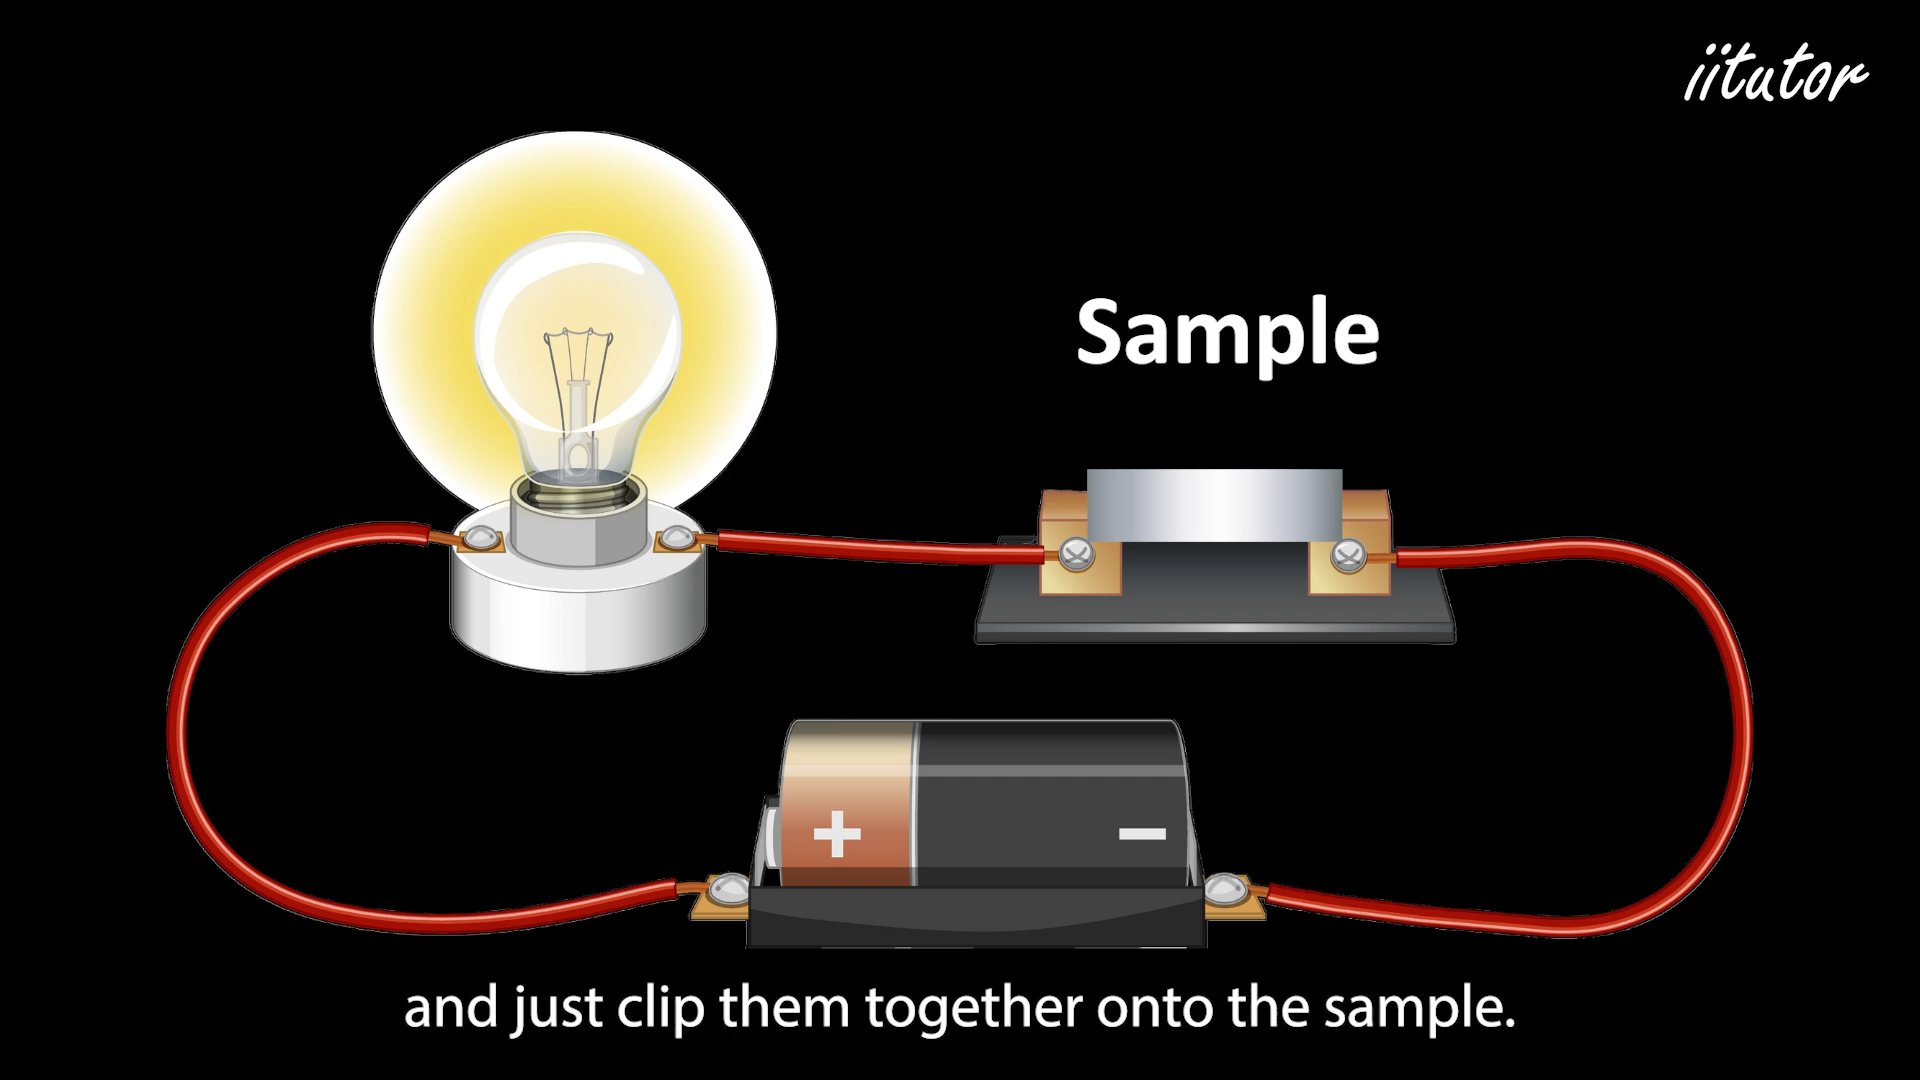 iitutor
Sample
+ −
and just clip them together onto the sample.